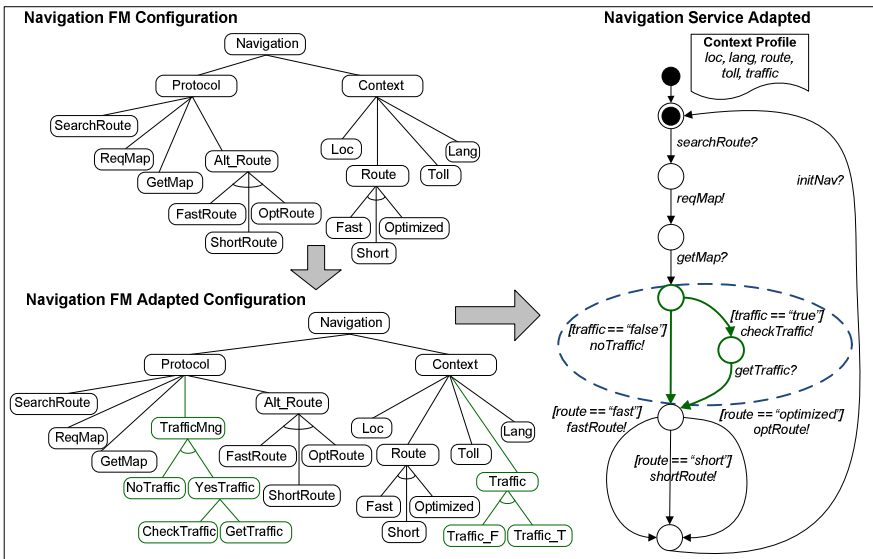 Navigation FM Configuration
Navigation
Protocol
Context
SearchRoute
ReqMap
GetMap
Alt_Route
FastRoute
OptRoute
ShortRoute
Loc
Lang
Route
Toll
Fast
Optimized
Short
Navigation FM Adapted Configuration
Navigation
Protocol
Context
SearchRoute
ReqMap
GetMap
TrafficMng
Alt_Route
NoTraffic
YesTraffic
CheckTraffic
GetTraffic
FastRoute
OptRoute
ShortRoute
Loc
Lang
Route
Toll
Fast
Optimized
Short
Traffic
Traffic_F
Traffic_T
Navigation Service Adapted
Context Profile
loc, lang, route,
toll, traffic
searchRoute?
initNav?
reqMap!
getMap?
[traffic == “false”]
noTraffic!
[traffic == “true”]
checkTraffic!
getTraffic?
[route == “fast”]
fastRoute!
[route == “optimized”]
optRoute!
[route == “short”]
shortRoute!